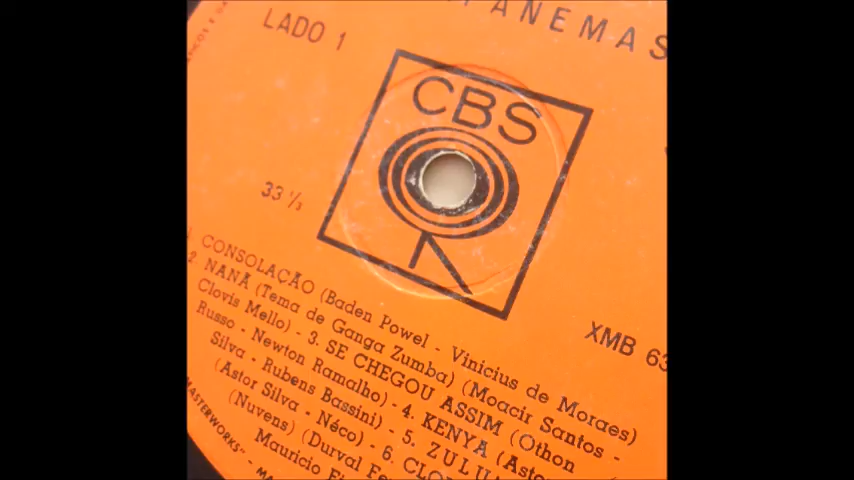 PANEMAS
LADO 1
CBS
33 1/3
XMB 63
CONSOLAÇÃO (Baden Powel - Vinicius de Moraes)
2 NANÃ (Tema de Ganga Zumba) (Moacir Santos -
Clovis Mello) - 3. SE CHEGOU ASSIM (Othon
Russo - Newton Ramalho) - 4. KENYA (Astor
Silva - Rubens Bassini) - 5. ZULU
(Astor Silva - Néco) - 6.
(Nuvens) (Durval
Mauricio
MASTERWORKS" -